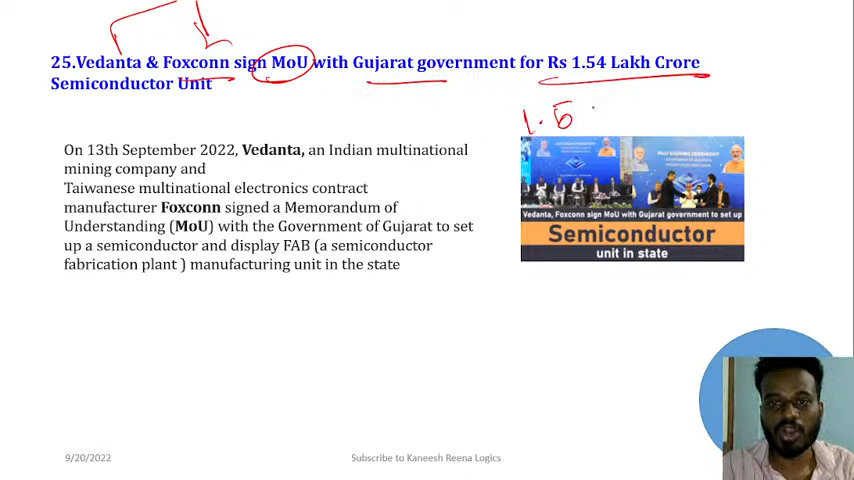 25.Vedanta & Foxconn sign MoU with Gujarat government for Rs 1.54 Lakh Crore
Semiconductor Unit
1.5
On 13th September 2022, Vedanta, an Indian multinational
mining company and
Taiwanese multinational electronics contract
manufacturer Foxconn signed a Memorandum of
Understanding (MoU) with the Government of Gujarat to set
up a semiconductor and display FAB (a semiconductor
fabrication plant ) manufacturing unit in the state
Vedanta, Foxconn sign MoU with Gujarat government to set up
Semiconductor
unit in state
9/20/2022
Subscribe to Kaneesh Reena Logics